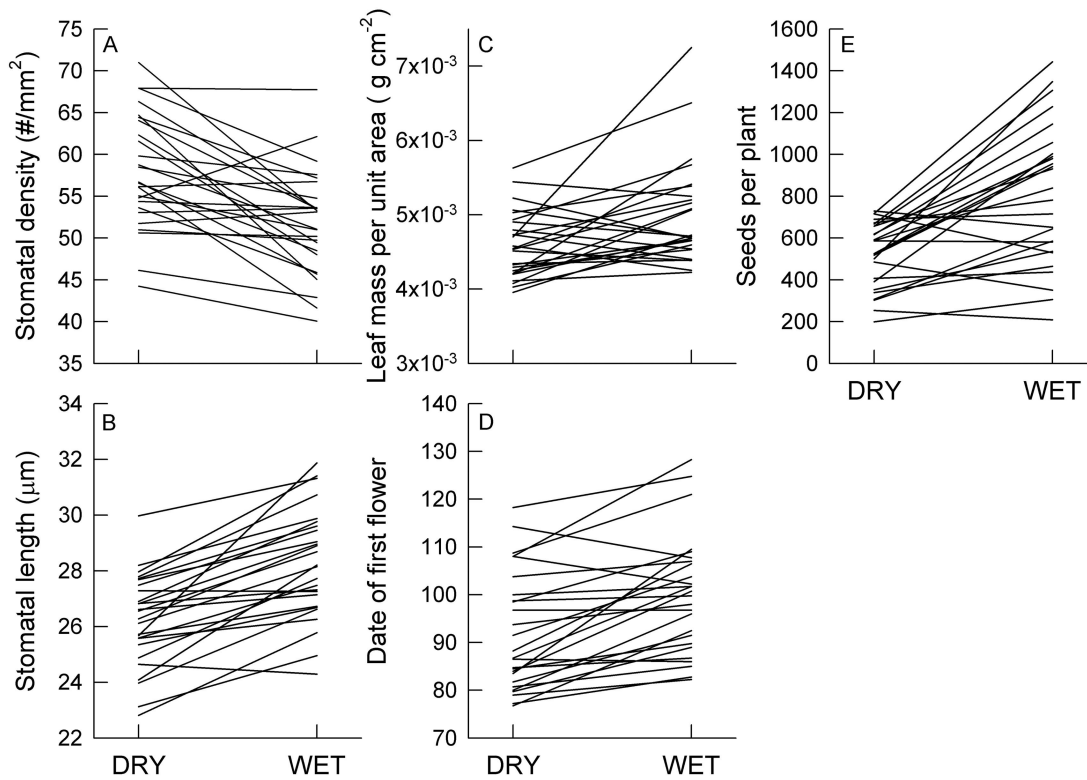 A
Stomatal density (#/mm²)
75
70
65
60
55
50
45
40
35
C
Leaf mass per unit area ( g cm⁻²)
7x10⁻³
6x10⁻³
5x10⁻³
4x10⁻³
3x10⁻³
E
Seeds per plant
1600
1400
1200
1000
800
600
400
200
0
DRY WET
B
Stomatal length (μm)
34
32
30
28
26
24
22
DRY WET
D
Date of first flower
140
130
120
110
100
90
80
70
DRY WET